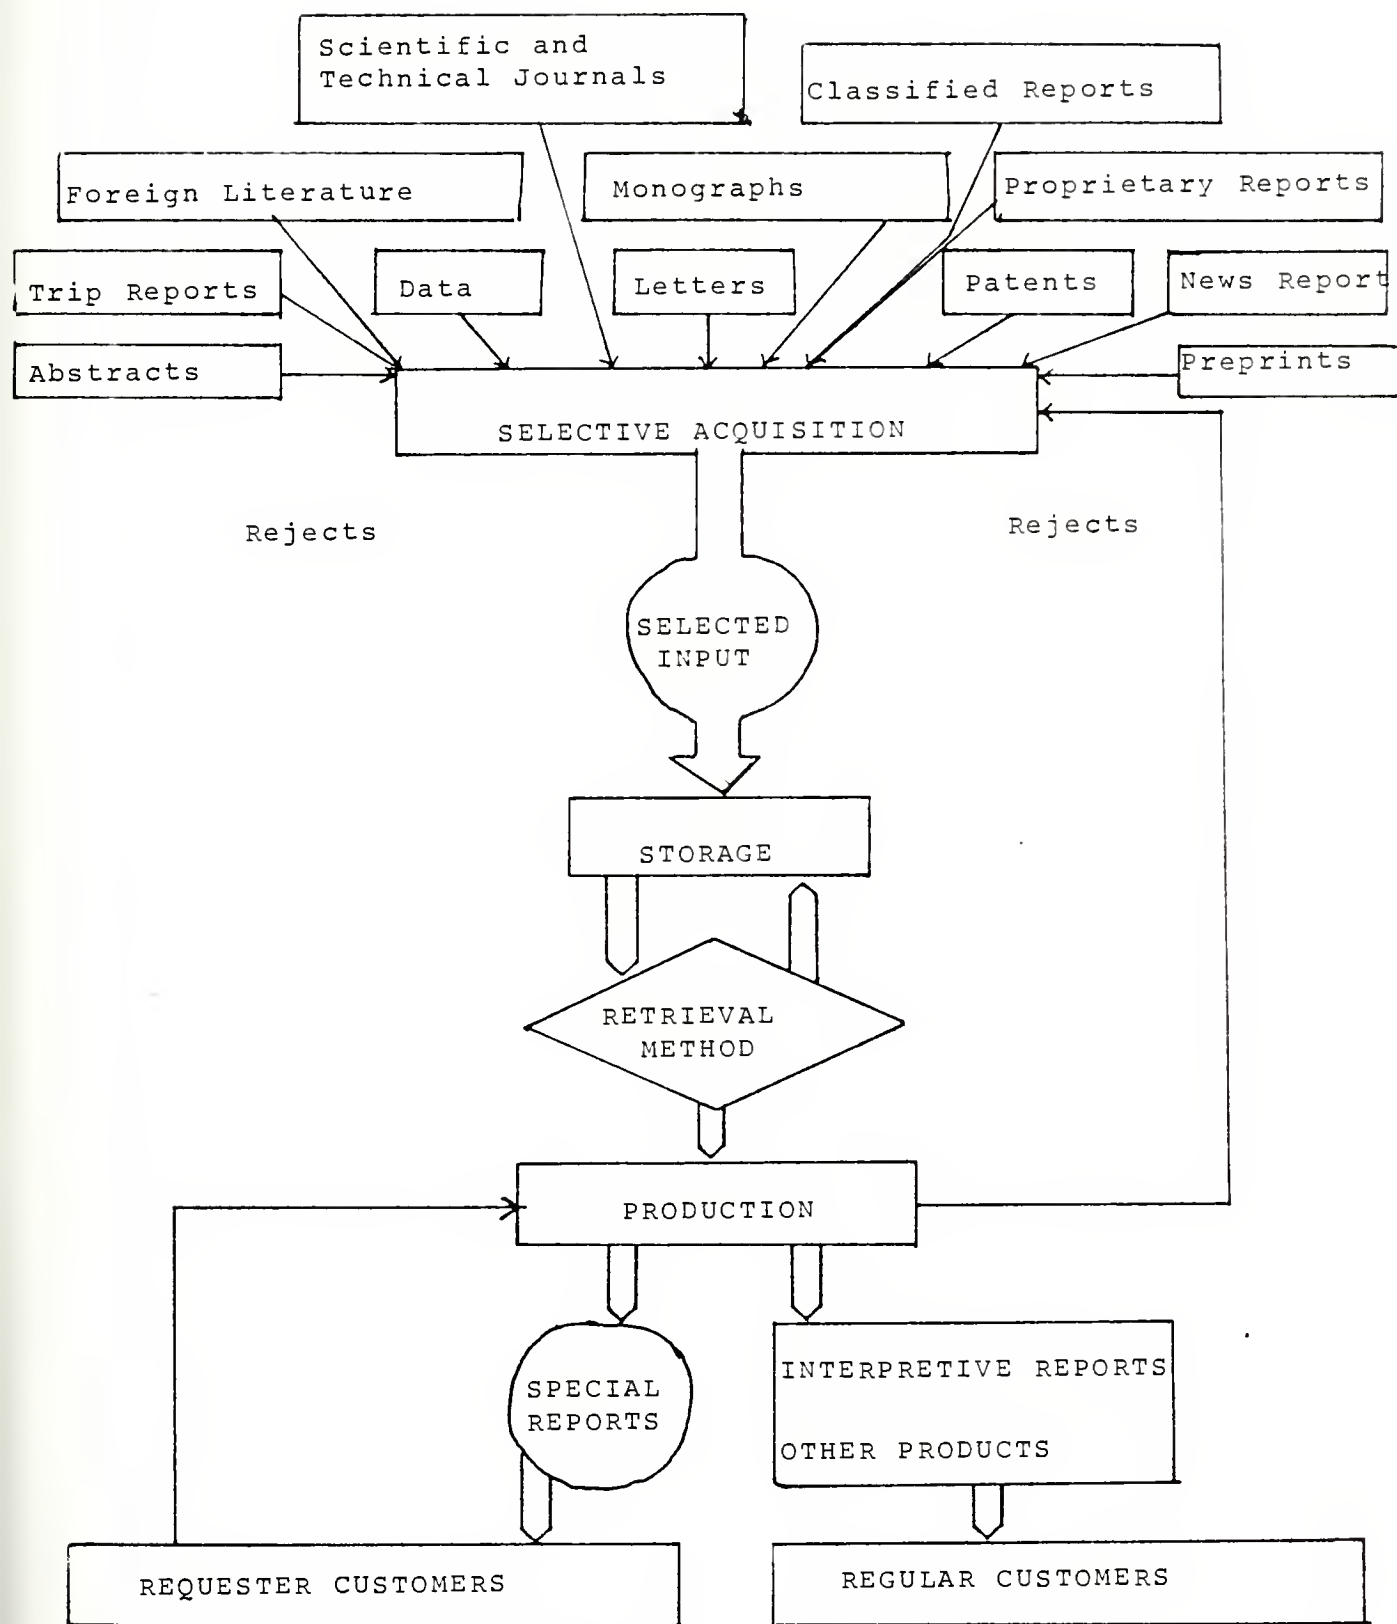 Scientific and
Technical Journals
Classified Reports
Foreign Literature
Monographs
Proprietary Reports
Trip Reports
Data
Letters
Patents
News Report
Abstracts
Preprints
SELECTIVE ACQUISITION
Rejects
Rejects
SELECTED
INPUT
STORAGE
RETRIEVAL
METHOD
PRODUCTION
SPECIAL
REPORTS
INTERPRETIVE REPORTS
OTHER PRODUCTS
REQUESTER CUSTOMERS
REGULAR CUSTOMERS